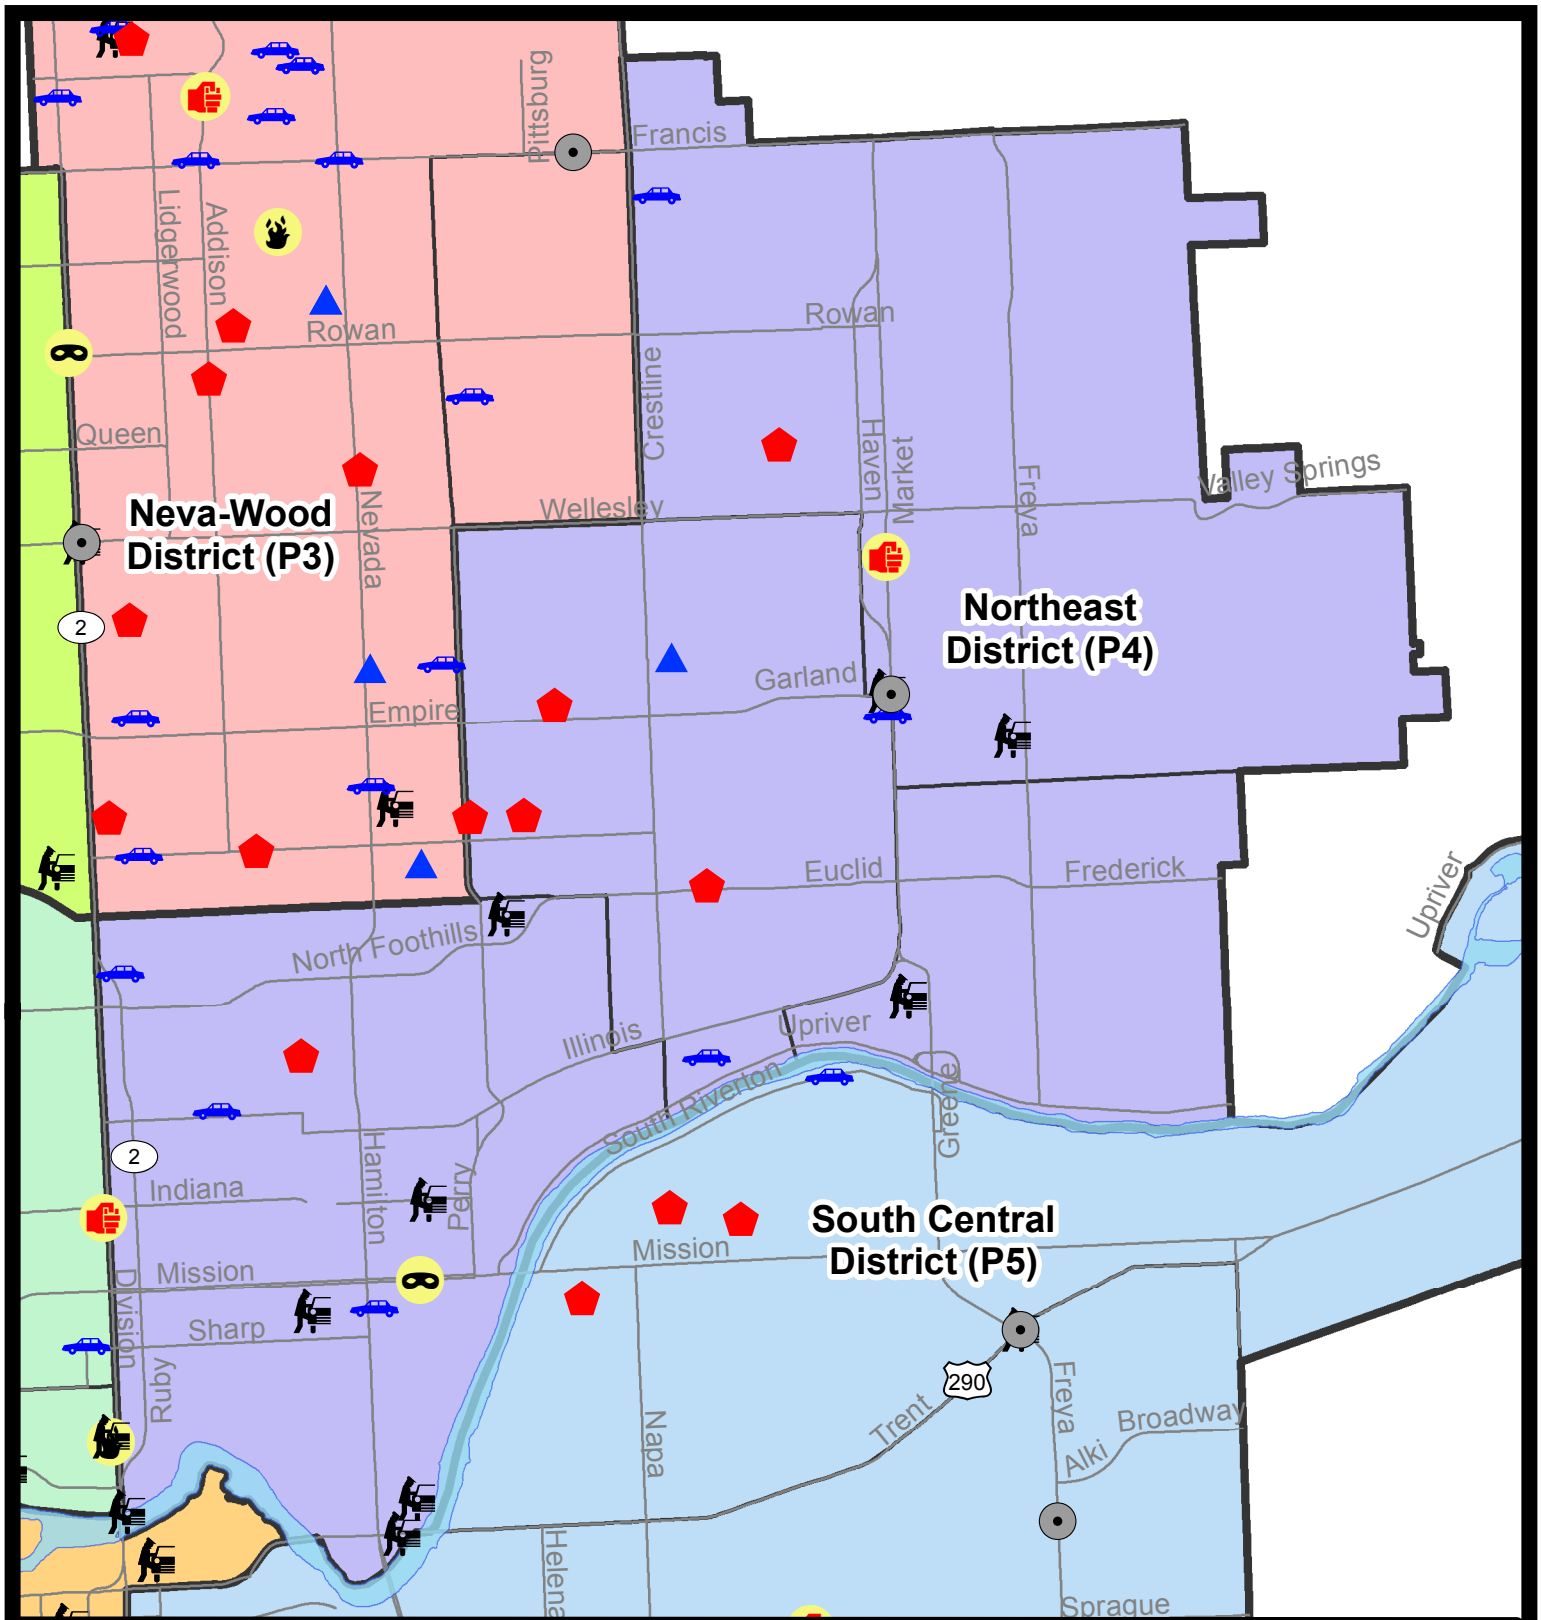 Pittsburg
Francis
Lidgerwood
Addison
Rowan
Rowan
Crestline
Queen
Haven
Market
Freya
Valley Springs
Nevada
Wellesley
Neva-Wood
District (P3)
Northeast
District (P4)
2
Garland
Empire
Euclid
Frederick
Upriver
North Foothills
Illinois
Upriver
South Riverton
Greene
2
Hamilton
Perry
Indiana
South Central
District (P5)
Mission
Mission
Division
Sharp
Ruby
290
Freya
Napa
Trent
Broadway
Alki
Helena
Sprague